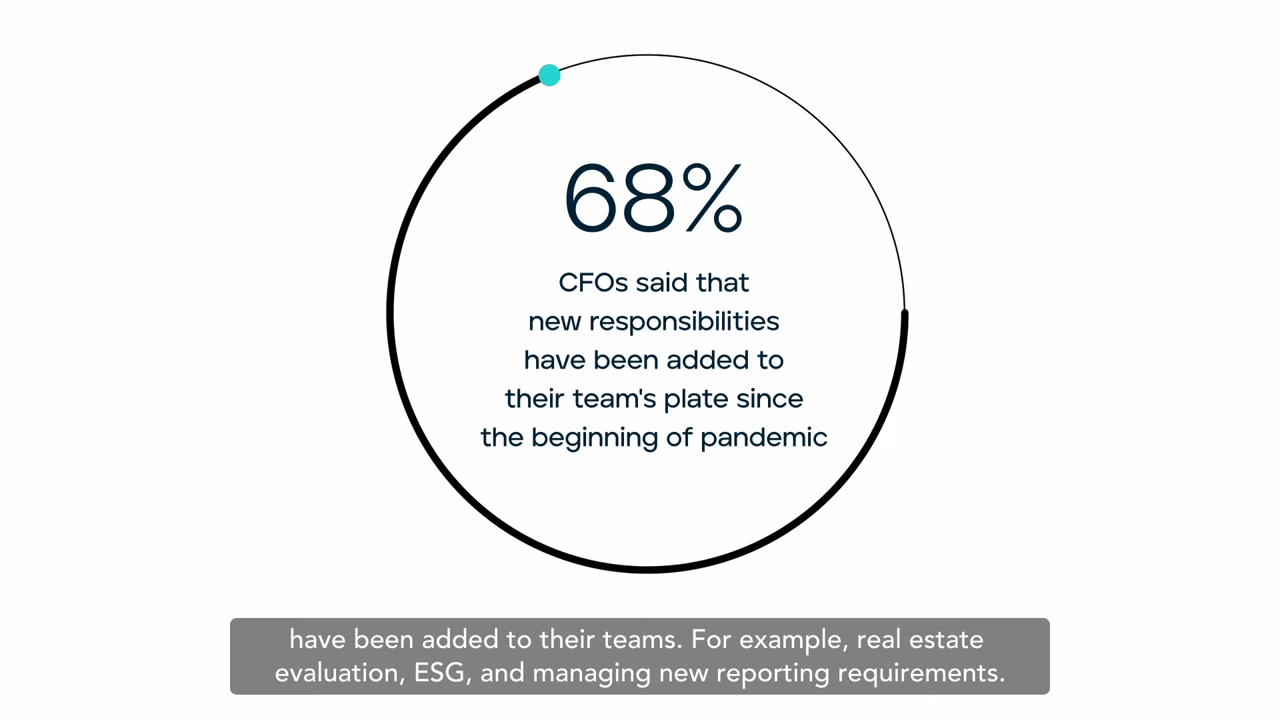 68%
CFOs said that
new responsibilities
have been added to
their team's plate since
the beginning of pandemic
have been added to their teams. For example, real estate
evaluation, ESG, and managing new reporting requirements.